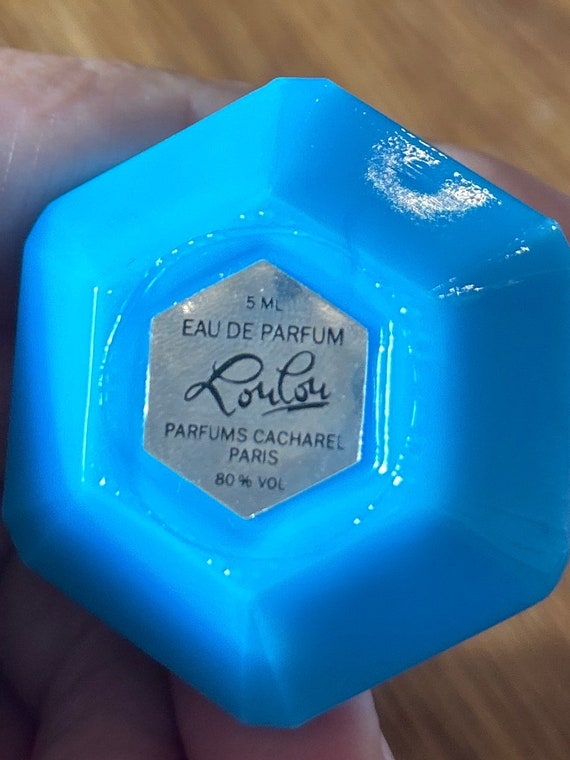 5 ML
EAU DE PARFUM
LouLou
PARFUMS CACHAREL
PARIS
80 % VOL